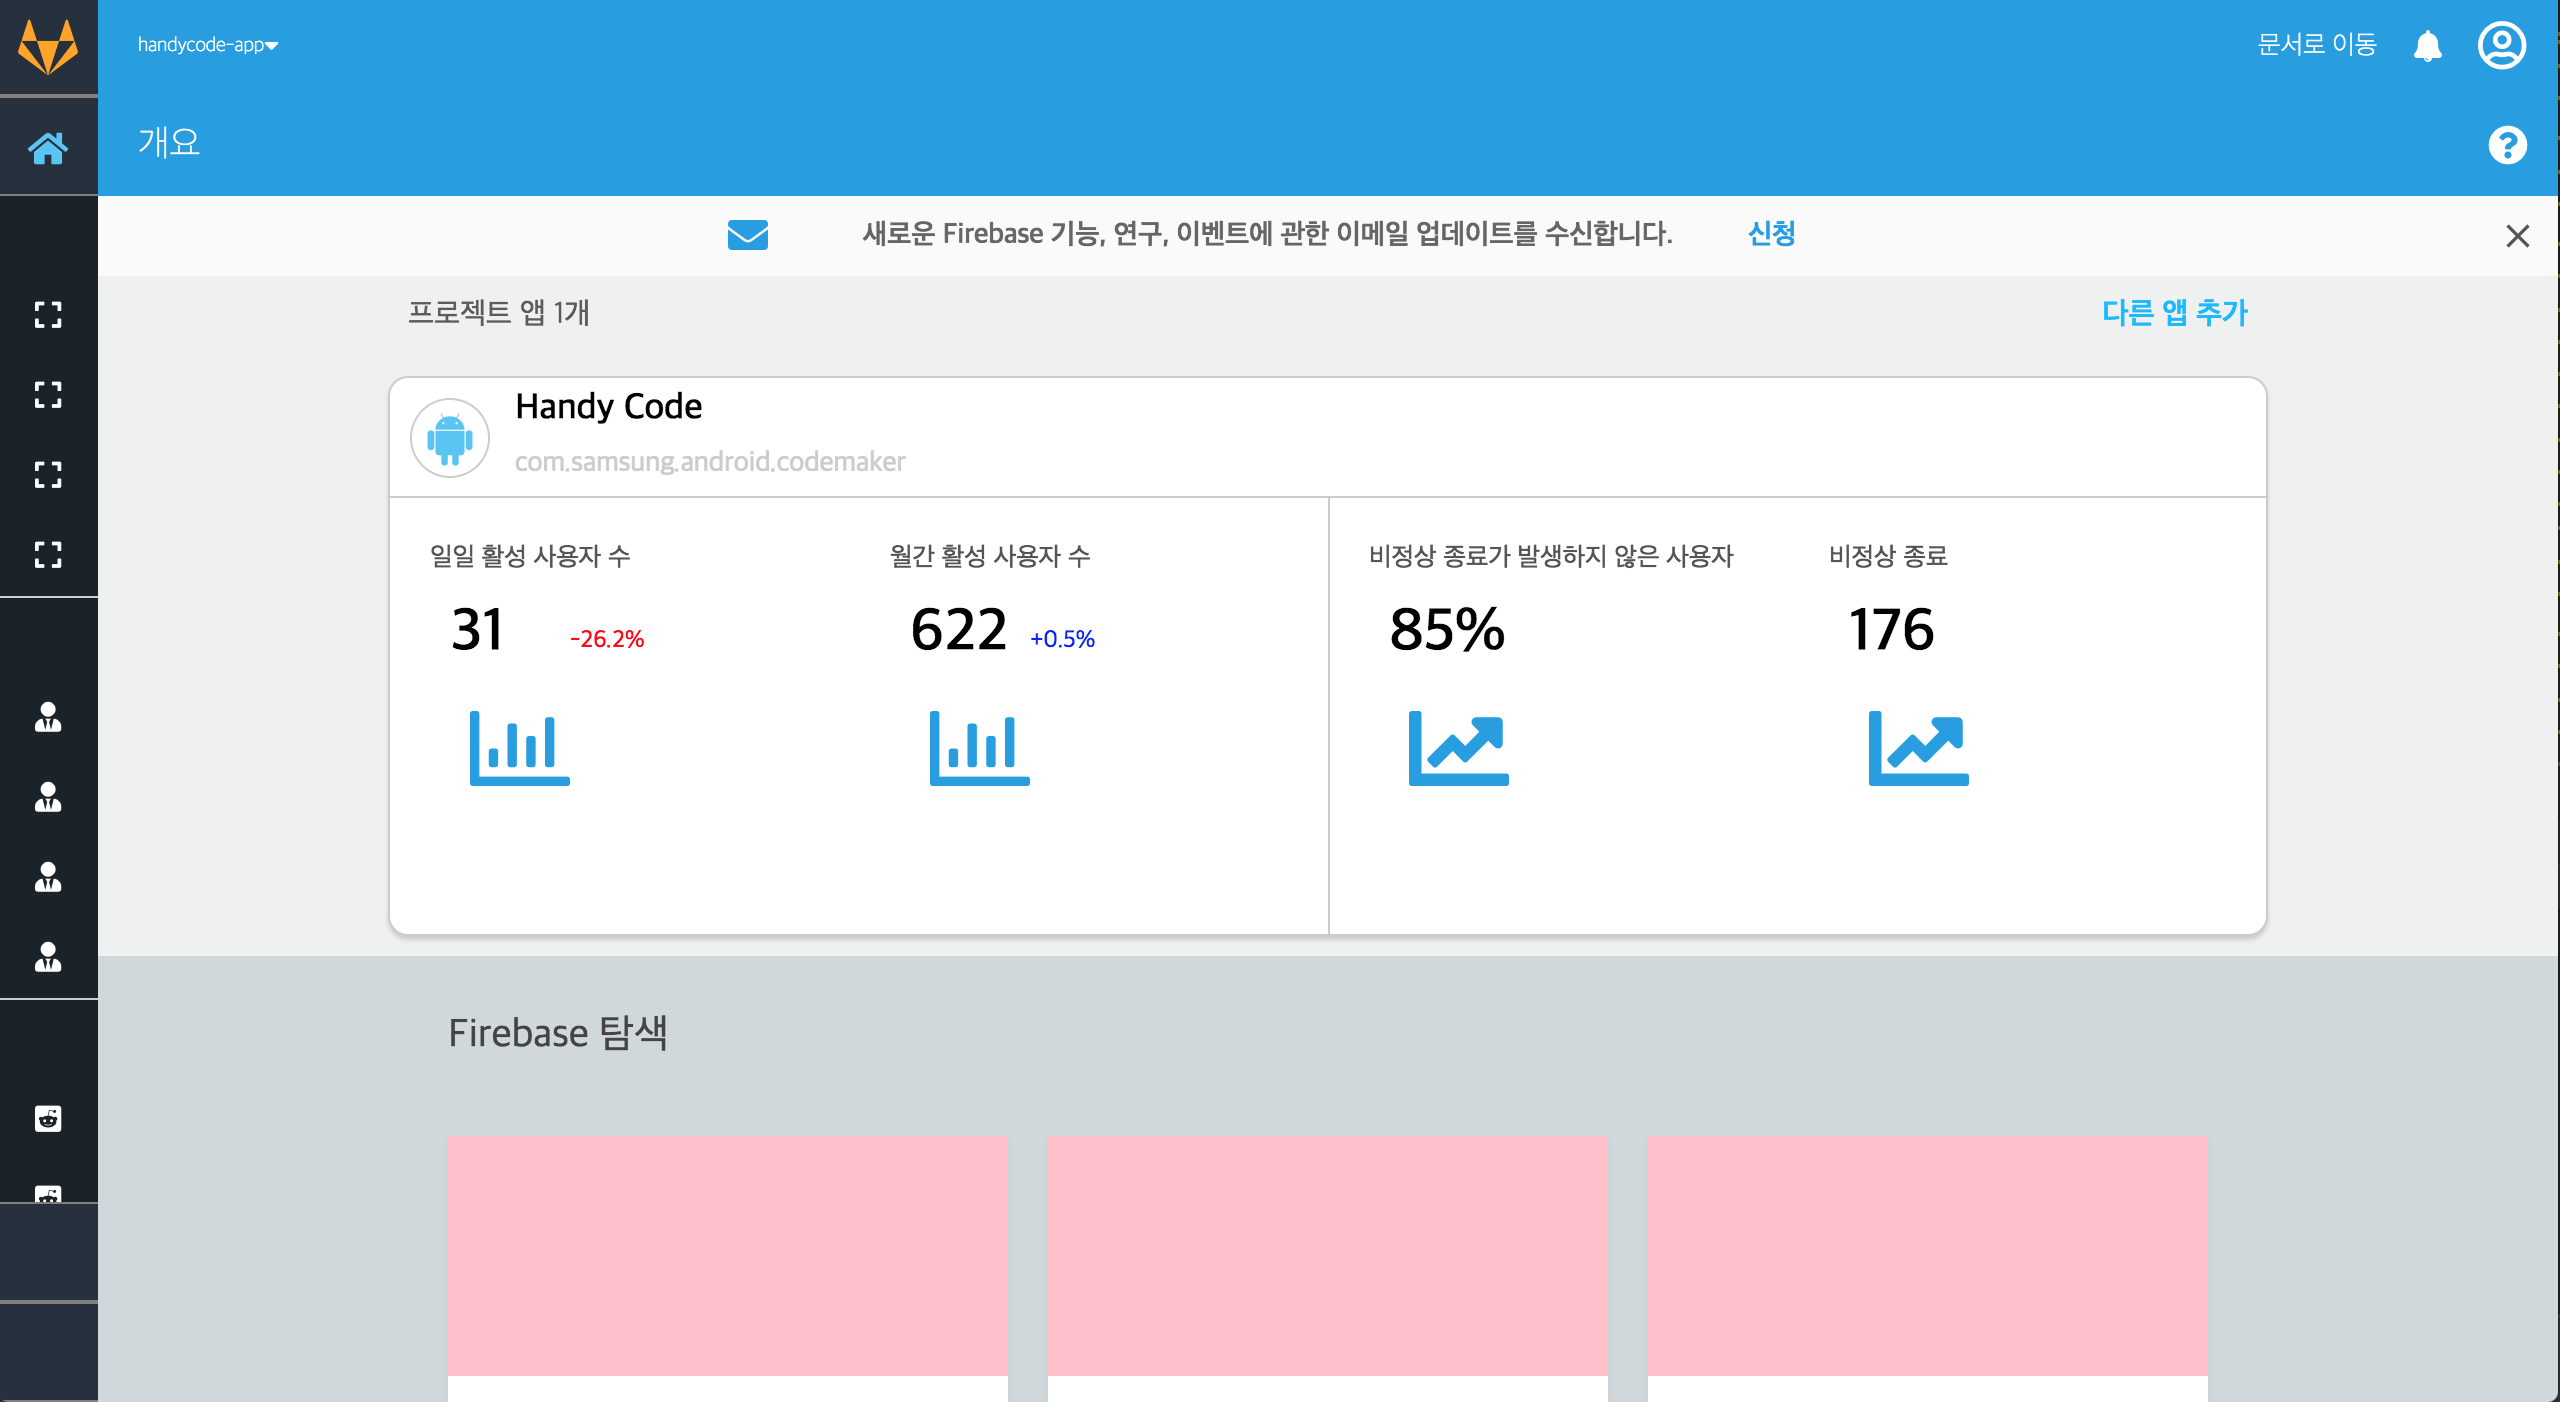 handycode-app
문서로 이동
개요
새로운 Firebase 기능, 연구, 이벤트에 관한 이메일 업데이트를 수신합니다. 신청
프로젝트 앱 1개
다른 앱 추가
Handy Code
com.samsung.android.codemaker
일일 활성 사용자 수
31 -26.2%
월간 활성 사용자 수
622 +0.5%
비정상 종료가 발생하지 않은 사용자
85%
비정상 종료
176
Firebase 탐색